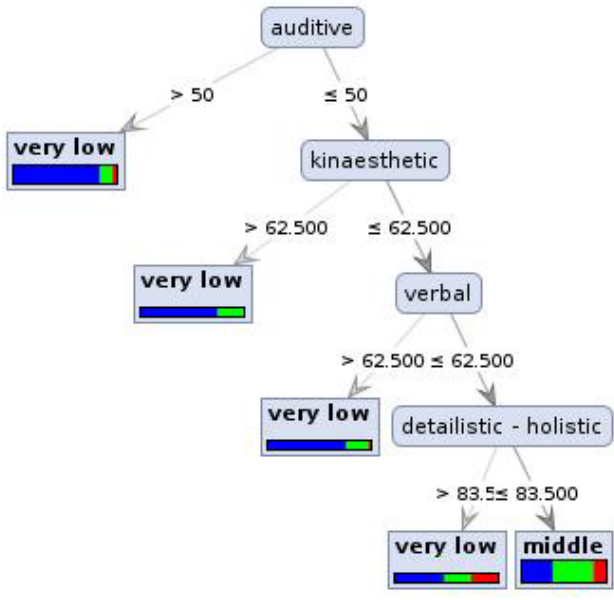 auditive
> 50
≤ 50
very low
kinaesthetic
> 62.500
≤ 62.500
very low
verbal
> 62.500
≤ 62.500
very low
detailistic - holistic
> 83.5
≤ 83.500
very low
middle